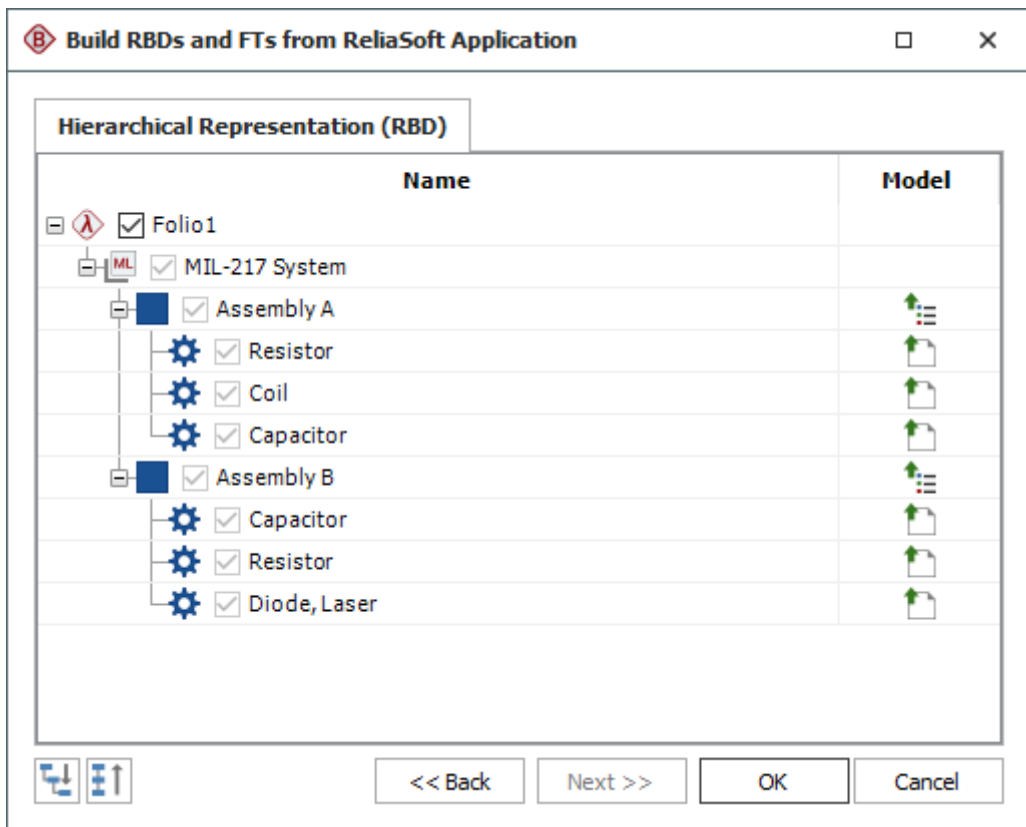 B Build RBDs and FTs from ReliaSoft Application
Hierarchical Representation (RBD)
Name Model
λ Folio1
ML MIL-217 System
Assembly A
Resistor
Coil
Capacitor
Assembly B
Capacitor
Resistor
Diode, Laser
<< Back Next >> OK Cancel